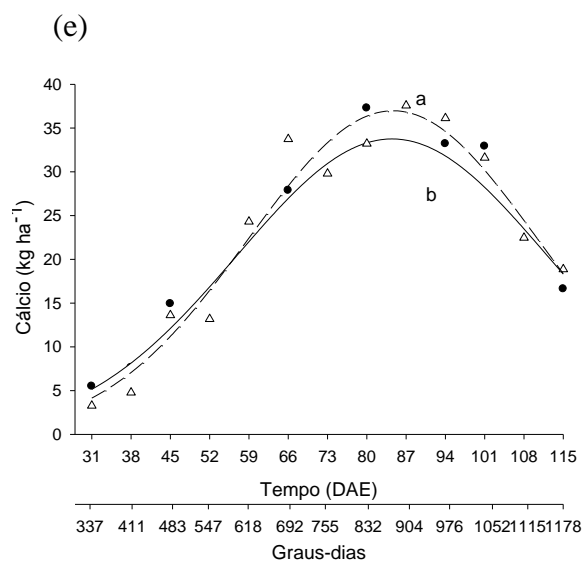 (e)
Cálcio (kg ha⁻¹)
40
35
30
25
20
15
10
5
0
a
b
31 38 45 52 59 66 73 80 87 94 101 108 115
Tempo (DAE)
337 411 483 547 618 692 755 832 904 976 1052 1115 1178
Graus-dias